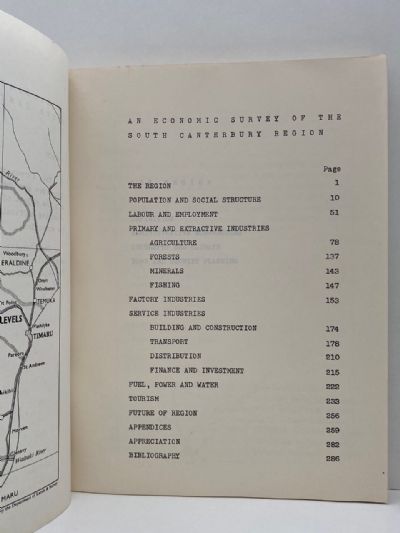 River
Woodbury
GERALDINE
Orari
Winchester
TEMUKA
LEVELS
Washdyke
TIMARU
Pareora
St. Andrews
Waitaki River
AN ECONOMIC SURVEY OF THE
SOUTH CANTERBURY REGION
Page
THE REGION 1
POPULATION AND SOCIAL STRUCTURE 10
LABOUR AND EMPLOYMENT 51
PRIMARY AND EXTRACTIVE INDUSTRIES
AGRICULTURE 78
FORESTS 137
MINERALS 143
FISHING 147
FACTORY INDUSTRIES 153
SERVICE INDUSTRIES
BUILDING AND CONSTRUCTION 174
TRANSPORT 178
DISTRIBUTION 210
FINANCE AND INVESTMENT 215
FUEL, POWER AND WATER 222
TOURISM 233
FUTURE OF REGION 256
APPENDICES 259
APPRECIATION 282
BIBLIOGRAPHY 286